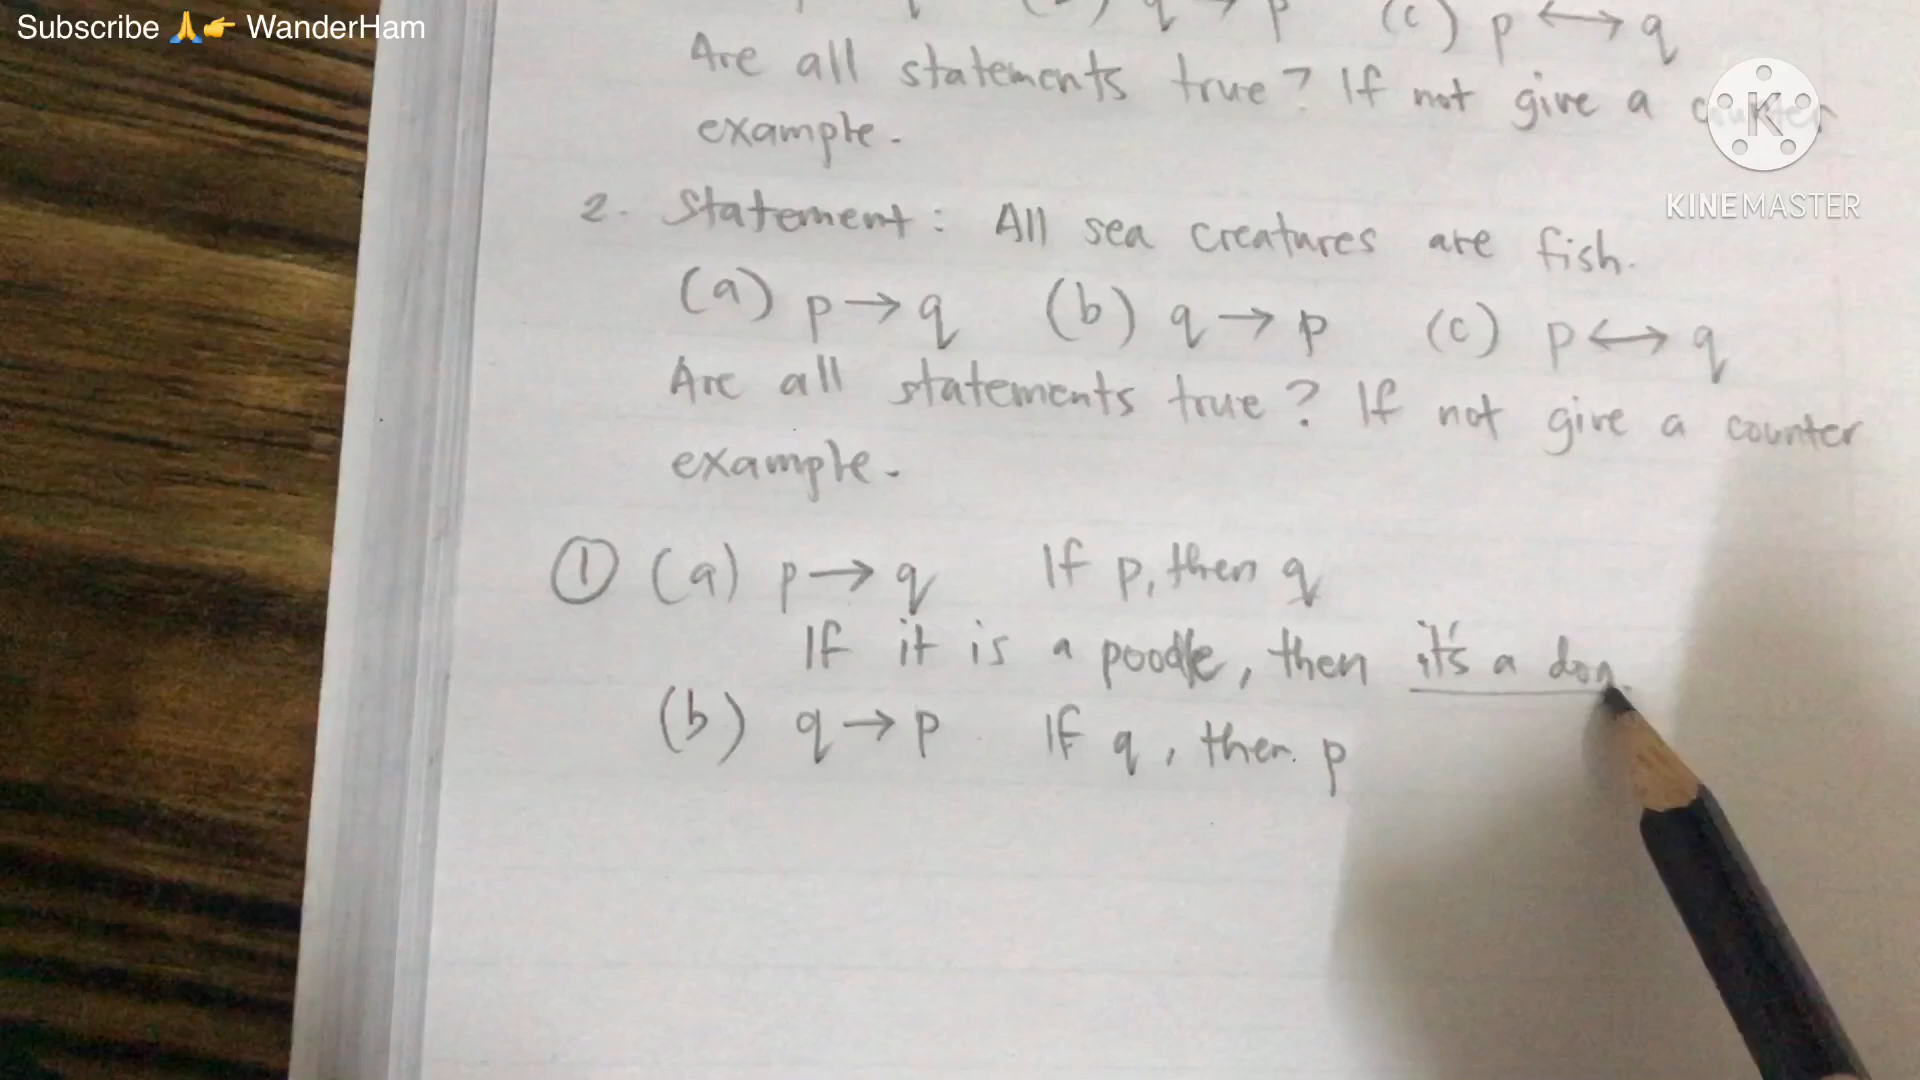 Subscribe 🙏👉 WanderHam
(b) q → p (c) p ↔ q
Are all statements true? If not give a counter
example.
KINEMASTER
2. Statement: All sea creatures are fish.
(a) p → q (b) q → p (c) p ↔ q
Are all statements true? If not give a counter
example.
① (a) p → q If p, then q
If it is a poodle, then it's a dog.
(b) q → p If q, then p